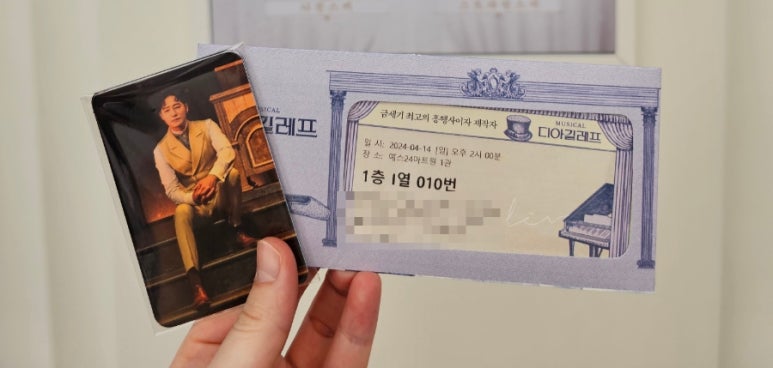 MUSICAL
디아길레프
금세기 최고의 흥행사이자 제작자
MUSICAL
디아길레프
일 시: 2024-04-14 [일] 오후 2시 00분
장 소: 예스24아트원 1관
1층 I열 010번